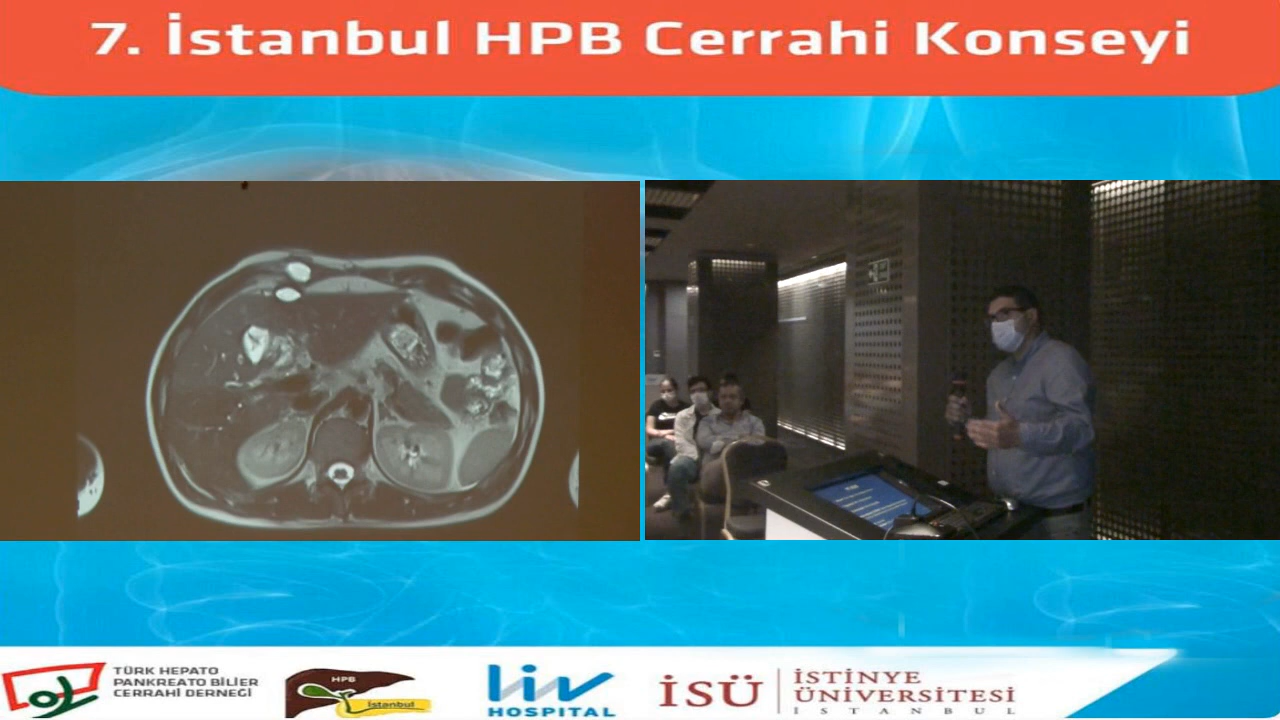 7. İstanbul HPB Cerrahi Konseyi
TÜRK HEPATO
PANKREATO BİLİER
CERRAHİ DERNEĞİ
HPB
İstanbul
liv
HOSPITAL
İSÜ
İSTİNYE
ÜNİVERSİTESİ
İSTANBUL